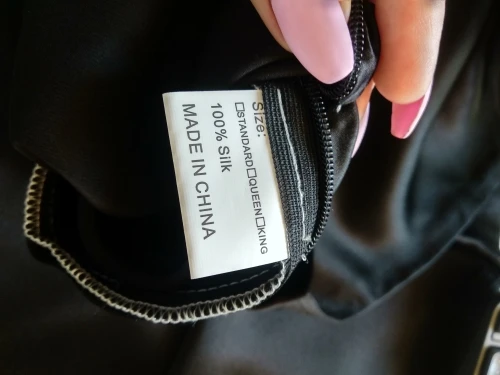 Size:
□STANDARD□QUEEN□KING
100% Silk
MADE IN CHINA